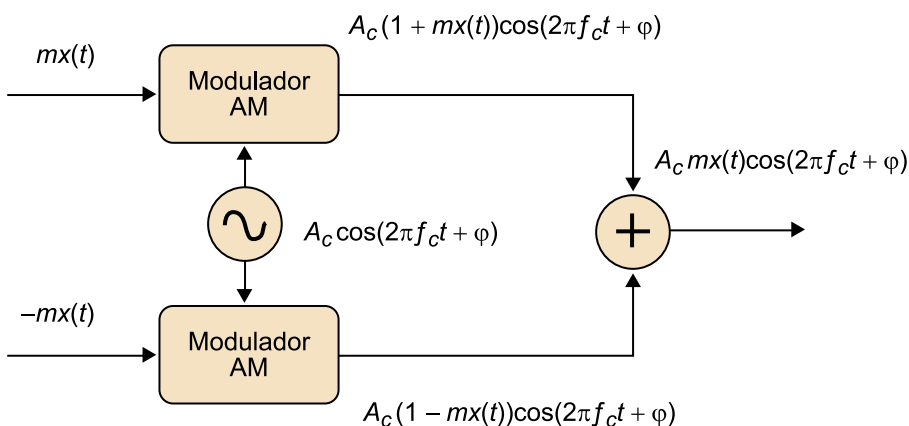 A_c(1 + mx(t))cos(2πf_ct + φ)
mx(t)
Modulador
AM
A_c mx(t)cos(2πf_ct + φ)
A_c cos(2πf_ct + φ)
+
–mx(t)
Modulador
AM
A_c(1 – mx(t))cos(2πf_ct + φ)